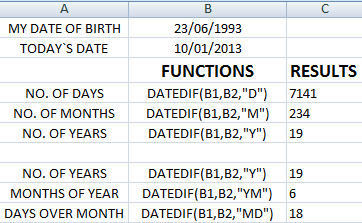 A B C
MY DATE OF BIRTH 23/06/1993
TODAY`S DATE 10/01/2013
FUNCTIONS RESULTS
NO. OF DAYS DATEDIF(B1,B2,"D") 7141
NO. OF MONTHS DATEDIF(B1,B2,"M") 234
NO. OF YEARS DATEDIF(B1,B2,"Y") 19
NO. OF YEARS DATEDIF(B1,B2,"Y") 19
MONTHS OF YEAR DATEDIF(B1,B2,"YM") 6
DAYS OVER MONTH DATEDIF(B1,B2,"MD") 18